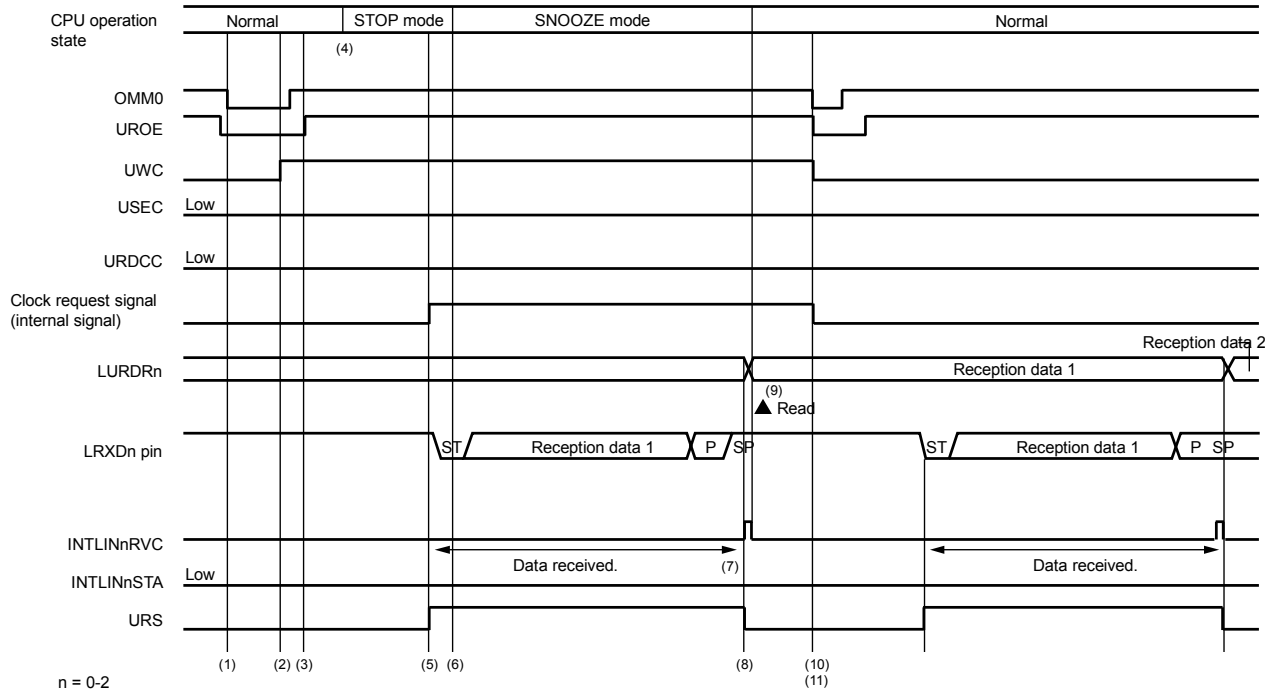 CPU operation
state
Normal
STOP mode
SNOOZE mode
Normal
(4)
OMM0
UROE
UWC
USEC
Low
URDCC
Low
Clock request signal
(internal signal)
Reception data 2
LURDRn
Reception data 1
(9)
Read
LRXDn pin
ST
Reception data 1
P
SP
ST
Reception data 1
P
SP
INTLINnRVC
Data received.
(7)
Data received.
INTLINnSTA
Low
URS
(1)
(2)
(3)
(5)
(6)
(8)
(10)
(11)
n = 0-2